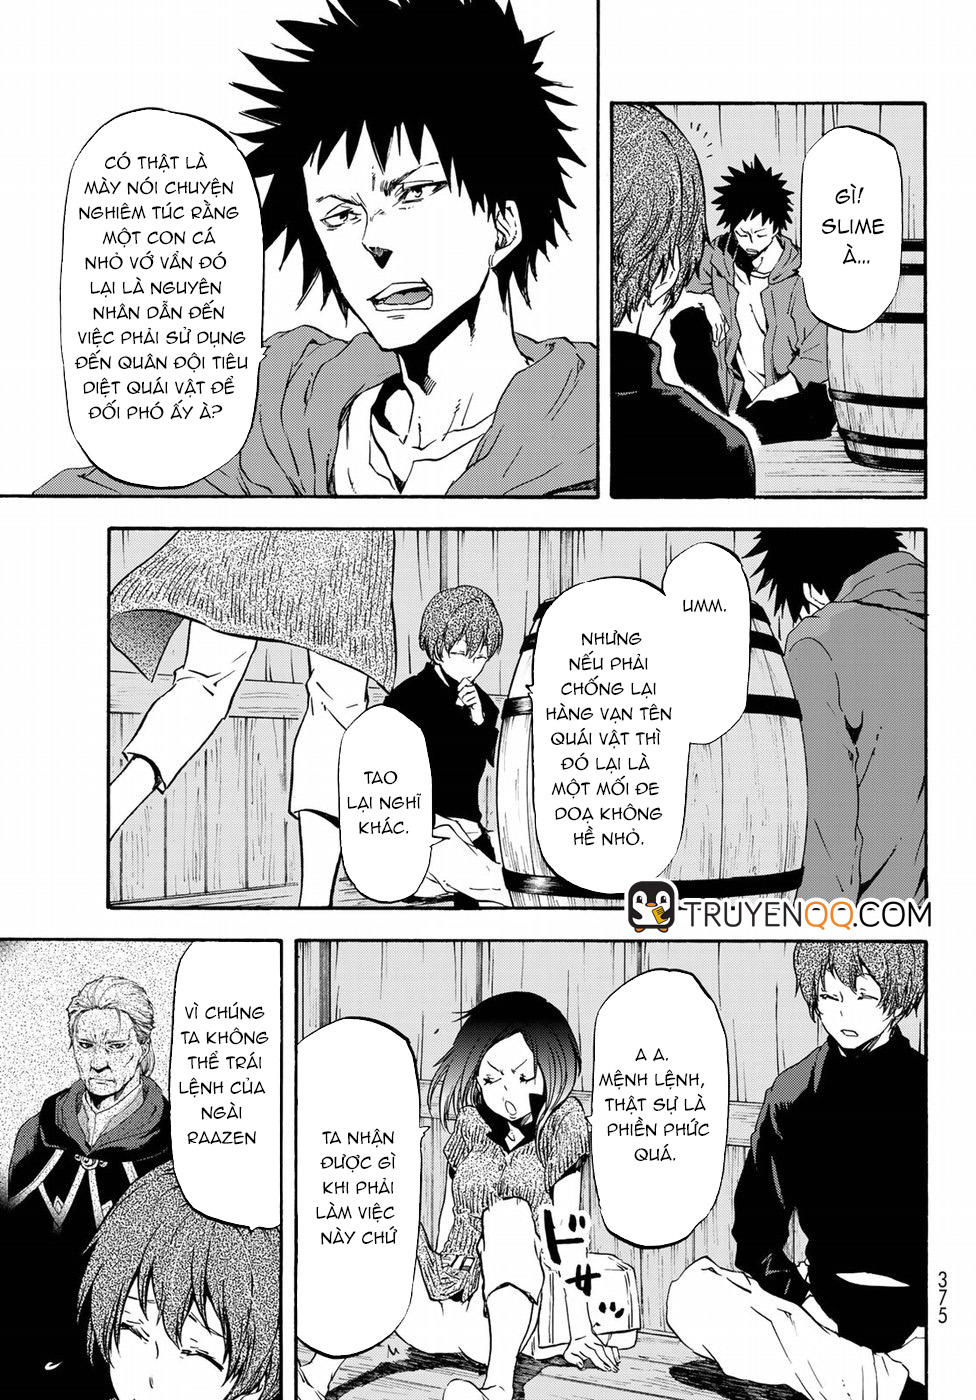 GÌ!
SLIME
À...
CÓ THẬT LÀ
MÀY NÓI CHUYỆN
NGHIÊM TÚC RẰNG
MỘT CON CÁ
NHỎ VỚ VẨN ĐÓ
LẠI LÀ NGUYÊN
NHÂN DẪN ĐẾN
VIỆC PHẢI SỬ DỤNG
ĐẾN QUÂN ĐỘI TIÊU
DIỆT QUÁI VẬT ĐỂ
ĐỐI PHÓ ẤY À?
UMM.
NHƯNG
NẾU PHẢI
CHỐNG LẠI
HÀNG VẠN TÊN
QUÁI VẬT THÌ
ĐÓ LẠI LÀ
MỘT MỐI ĐE
DOẠ KHÔNG
HỀ NHỎ.
TAO
LẠI NGHĨ
KHÁC.
TRUYENQQ.COM
A A.
MỆNH LỆNH,
THẬT SỰ LÀ
PHIỀN PHỨC
QUÁ.
TA NHẬN
ĐƯỢC GÌ
KHI PHẢI
LÀM VIỆC
NÀY CHỨ
ドサ
VÌ CHÚNG
TA KHÔNG
THỂ TRÁI
LỆNH CỦA
NGÀI
RAAZEN
375